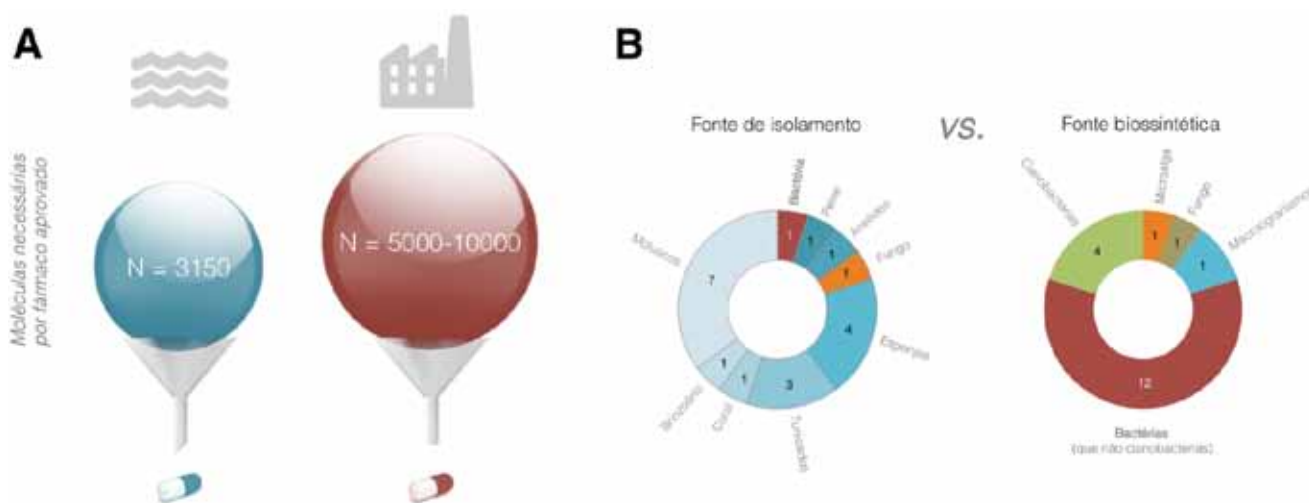 A
Moléculas necessárias
por fármaco aprovado
N = 3150
N = 5000-10000
B
Fonte de isolamento
vs.
Fonte biossintética
Bactéria
Peixe
Anelídeo
Fungo
Esponja
Tunicados
Coral
Briozoário
Moluscos
1
1
1
1
4
3
1
1
7
Cianobactérias
Microalga
Fungo
Macrorganismos
4
1
1
1
12
Bactérias
(que não cianobactérias)